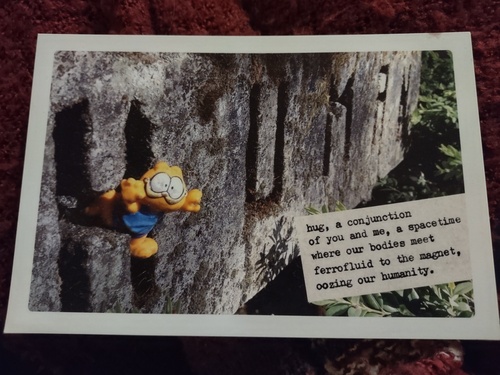 hug, a conjunction
of you and me, a spacetime
where our bodies meet
ferrofluid to the magnet,
oozing our humanity.